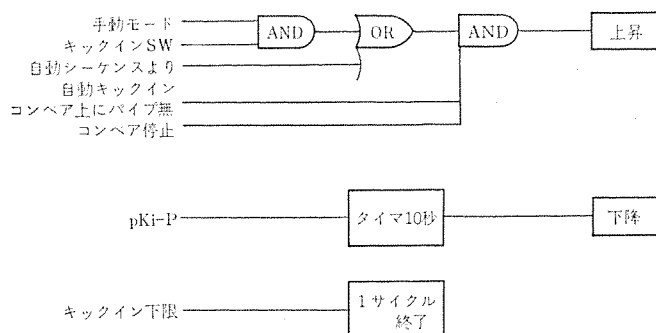 手動モード
AND
OR
AND
上昇
キックインSW
自動シーケンスより
自動キックイン
コンベア上にパイプ無
コンベア停止
pKi-P
タイマ10秒
下降
キックイン下限
1サイクル
終了